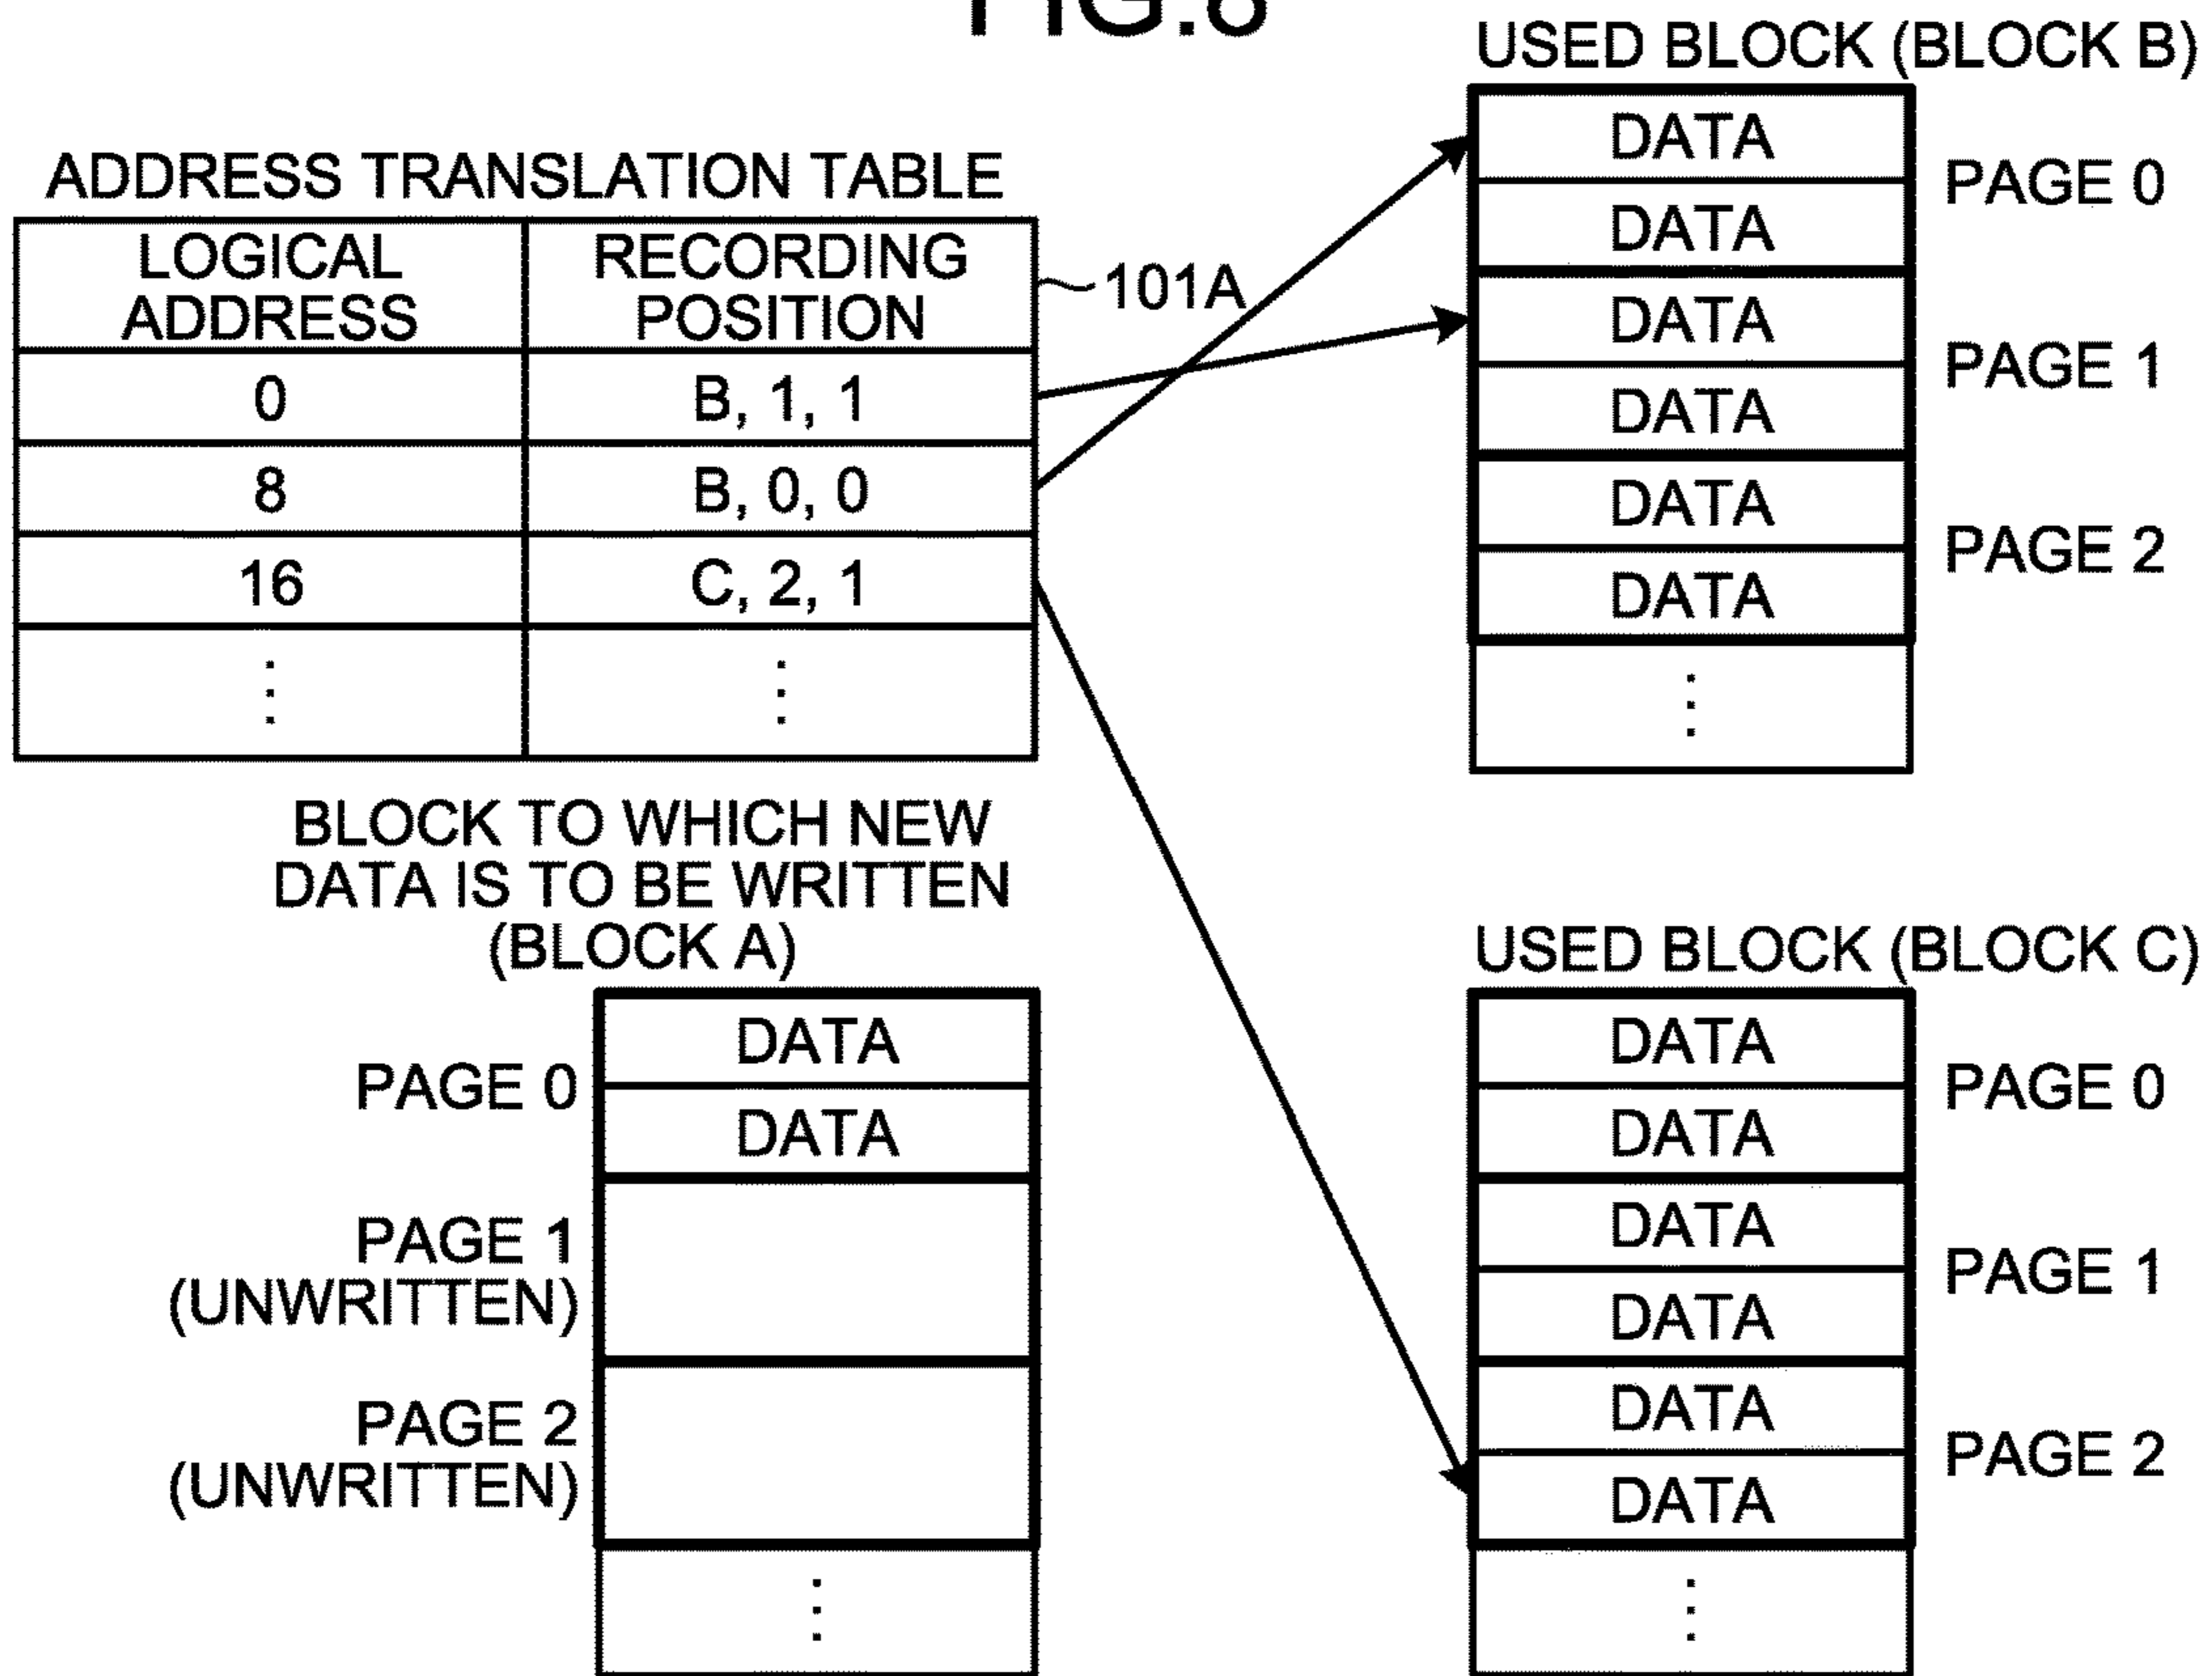 FIG.8
ADDRESS TRANSLATION TABLE
LOGICAL ADDRESS
RECORDING POSITION
101A
0
B, 1, 1
8
B, 0, 0
16
C, 2, 1
⋮
⋮
USED BLOCK (BLOCK B)
DATA
DATA
PAGE 0
DATA
DATA
PAGE 1
DATA
DATA
PAGE 2
⋮
BLOCK TO WHICH NEW
DATA IS TO BE WRITTEN
(BLOCK A)
PAGE 0
DATA
DATA
PAGE 1
(UNWRITTEN)
PAGE 2
(UNWRITTEN)
⋮
USED BLOCK (BLOCK C)
DATA
DATA
PAGE 0
DATA
DATA
PAGE 1
DATA
DATA
PAGE 2
⋮